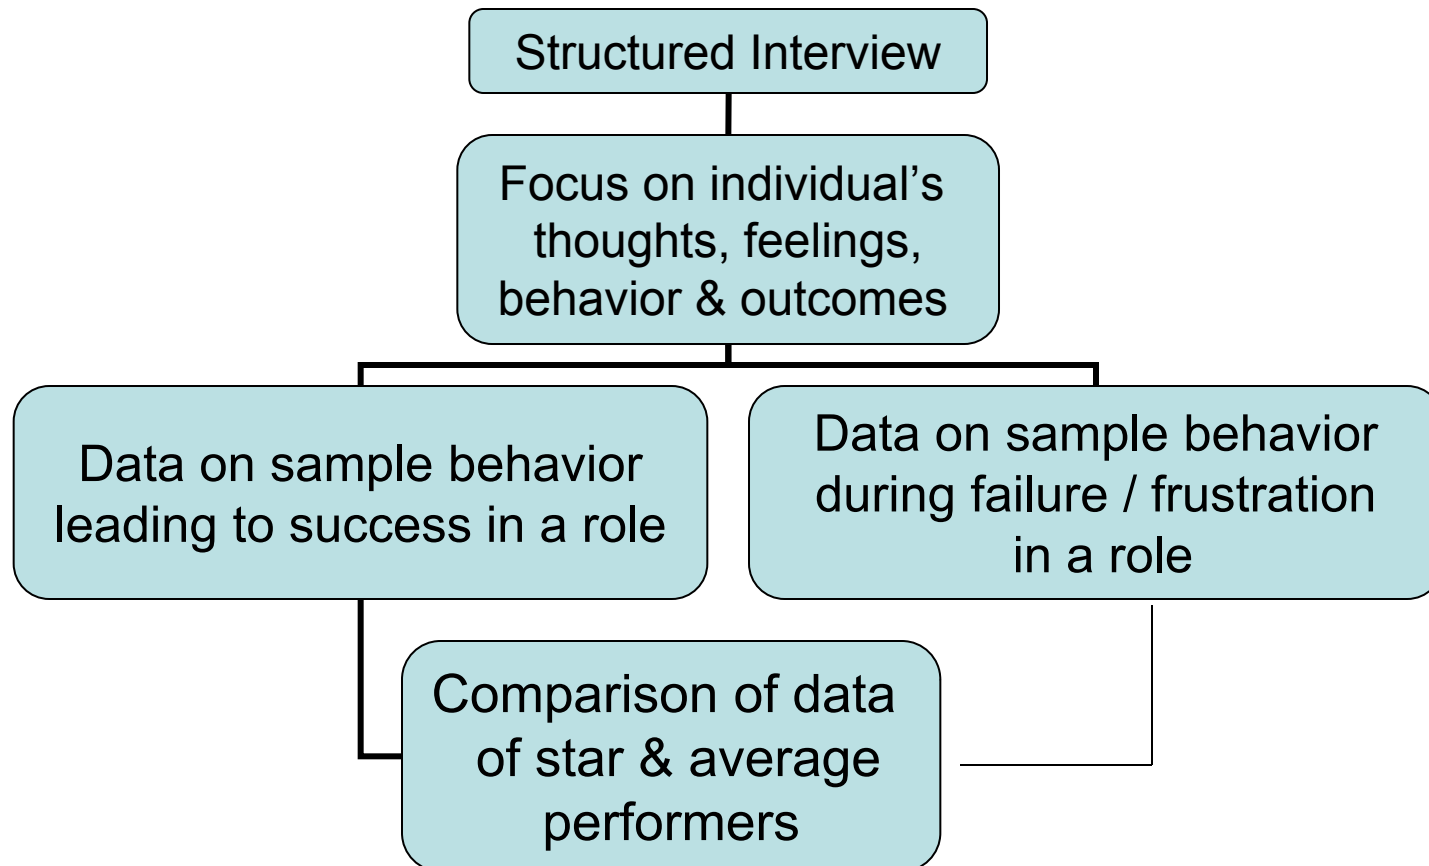 Structured Interview
Focus on individual’s
thoughts, feelings,
behavior & outcomes
Data on sample behavior
leading to success in a role
Data on sample behavior
during failure / frustration
in a role
Comparison of data
of star & average
performers